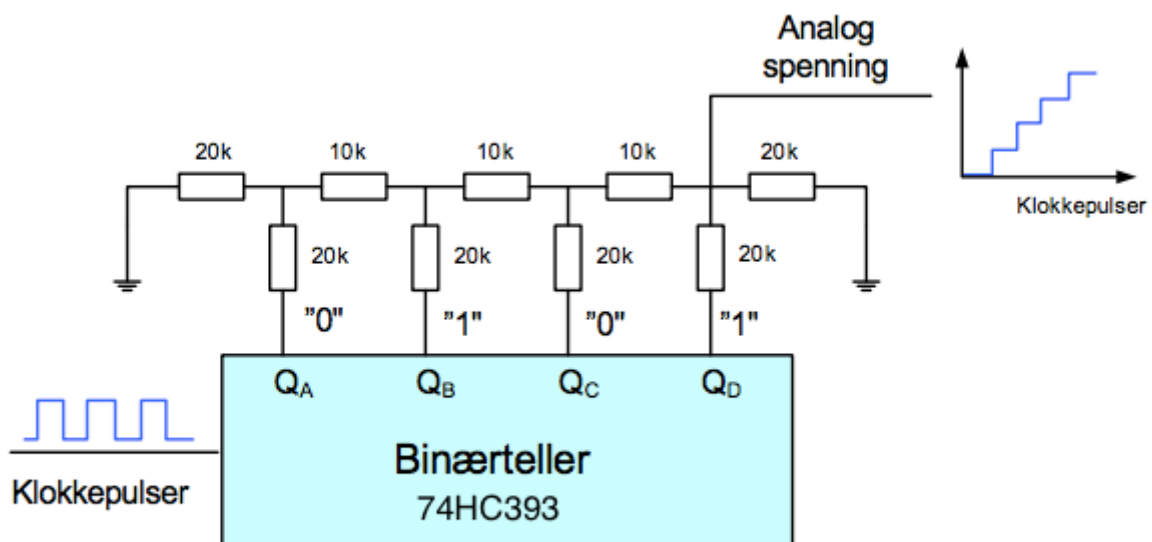 Analog
spenning
20k 10k 10k 10k 20k
Klokkepulser
20k 20k 20k 20k
"0" "1" "0" "1"
QA QB QC QD
Binærteller
74HC393
Klokkepulser